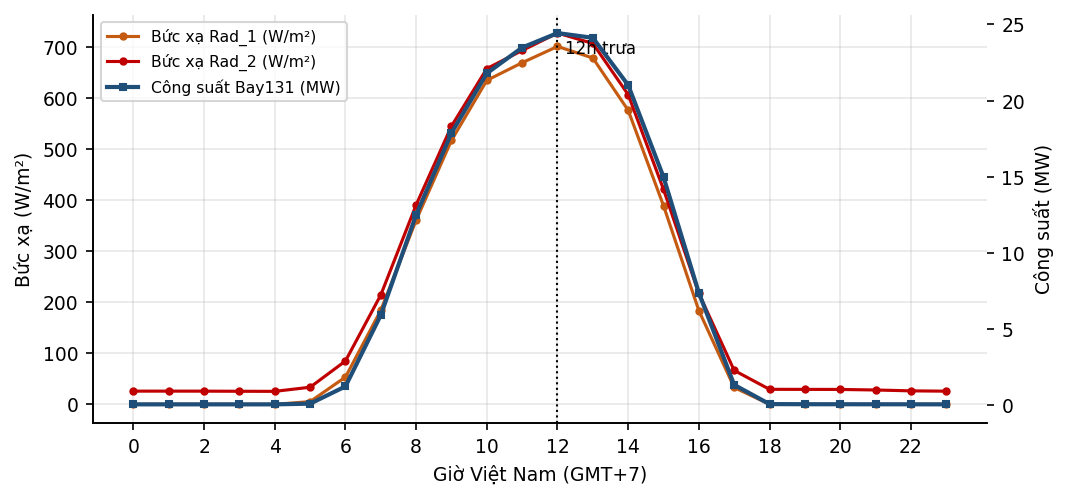 Bức xạ Rad_1 (W/m²)
Bức xạ Rad_2 (W/m²)
Công suất Bay131 (MW)
12h trưa
Bức xạ (W/m²)
700
600
500
400
300
200
100
0
25
20
15
10
5
0
Công suất (MW)
0 2 4 6 8 10 12 14 16 18 20 22
Giờ Việt Nam (GMT+7)